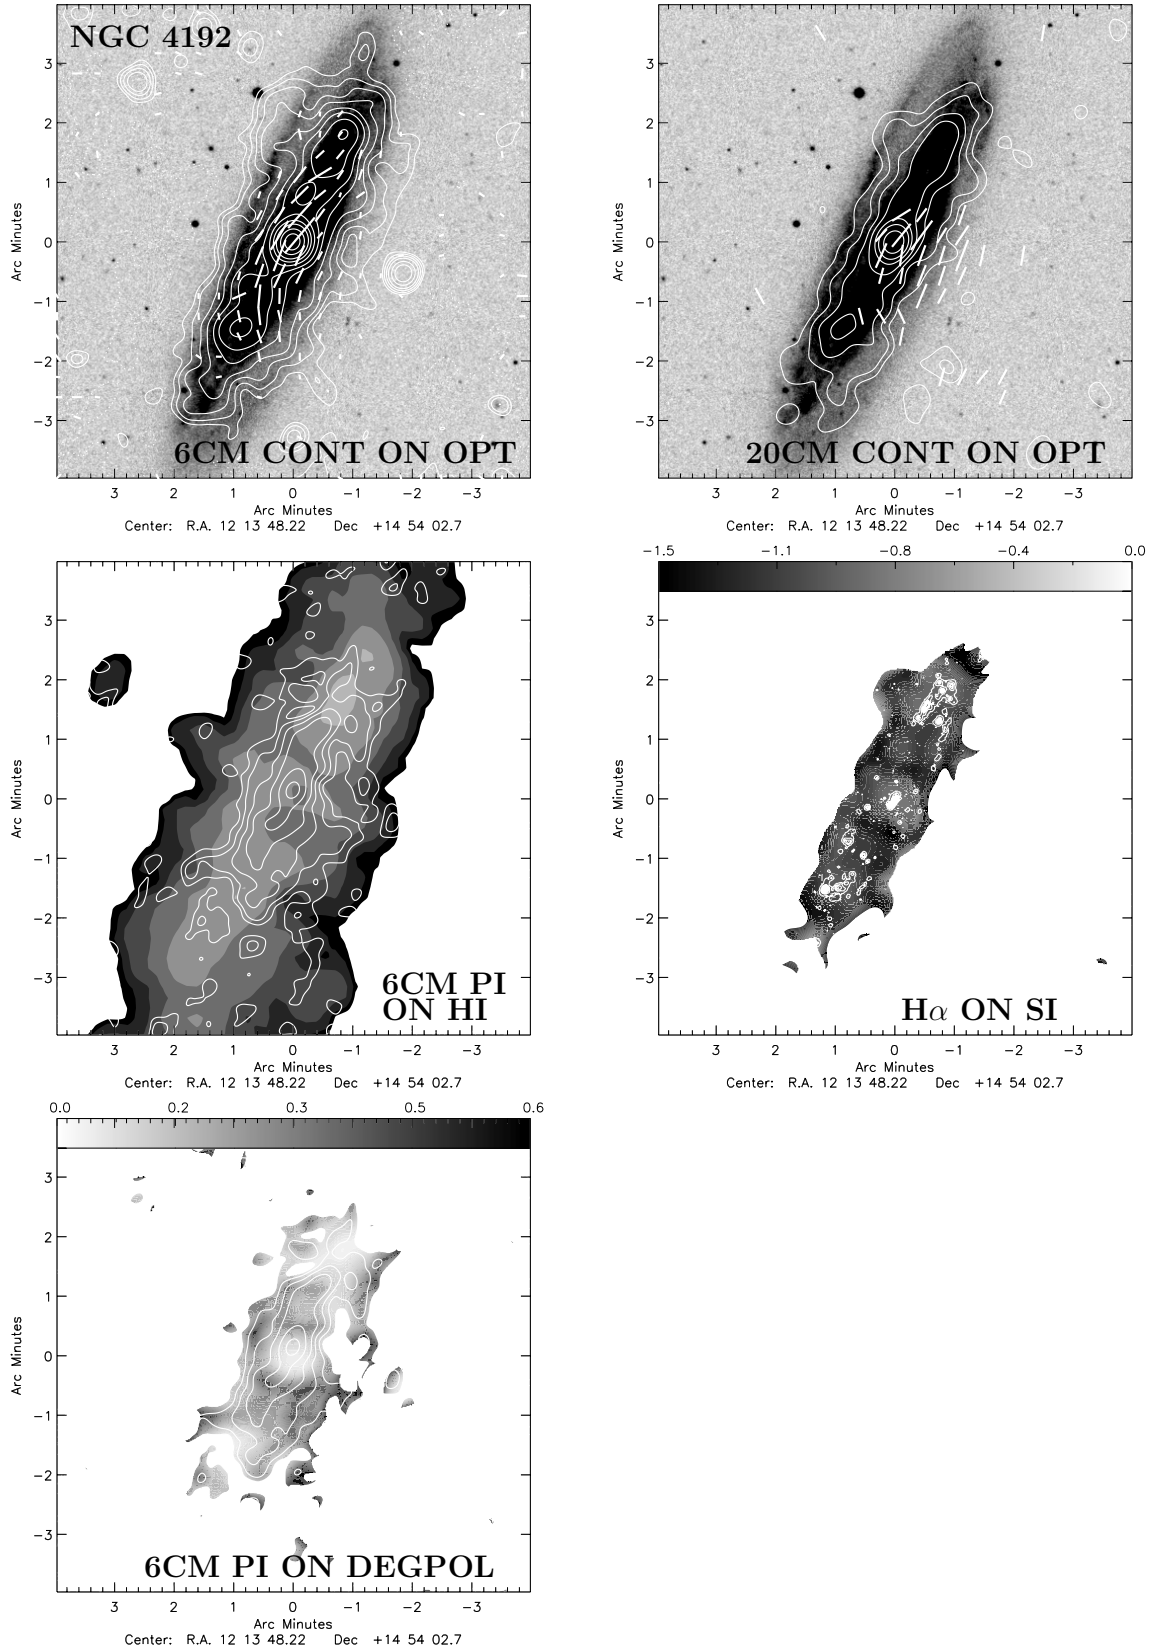 NGC 4192
3
2
1
0
−1
−2
−3
Arc Minutes
6CM CONT ON OPT
3 2 1 0 −1 −2 −3
Arc Minutes
Center: R.A. 12 13 48.22 Dec +14 54 02.7
3
2
1
0
−1
−2
−3
Arc Minutes
20CM CONT ON OPT
3 2 1 0 −1 −2 −3
Arc Minutes
Center: R.A. 12 13 48.22 Dec +14 54 02.7
3
2
1
0
−1
−2
−3
Arc Minutes
6CM PI
ON HI
3 2 1 0 −1 −2 −3
Arc Minutes
Center: R.A. 12 13 48.22 Dec +14 54 02.7
−1.5 −1.1 −0.8 −0.4 0.0
3
2
1
0
−1
−2
−3
Arc Minutes
Hα ON SI
3 2 1 0 −1 −2 −3
Arc Minutes
Center: R.A. 12 13 48.22 Dec +14 54 02.7
0.0 0.2 0.3 0.5 0.6
3
2
1
0
−1
−2
−3
Arc Minutes
6CM PI ON DEGPOL
3 2 1 0 −1 −2 −3
Arc Minutes
Center: R.A. 12 13 48.22 Dec +14 54 02.7